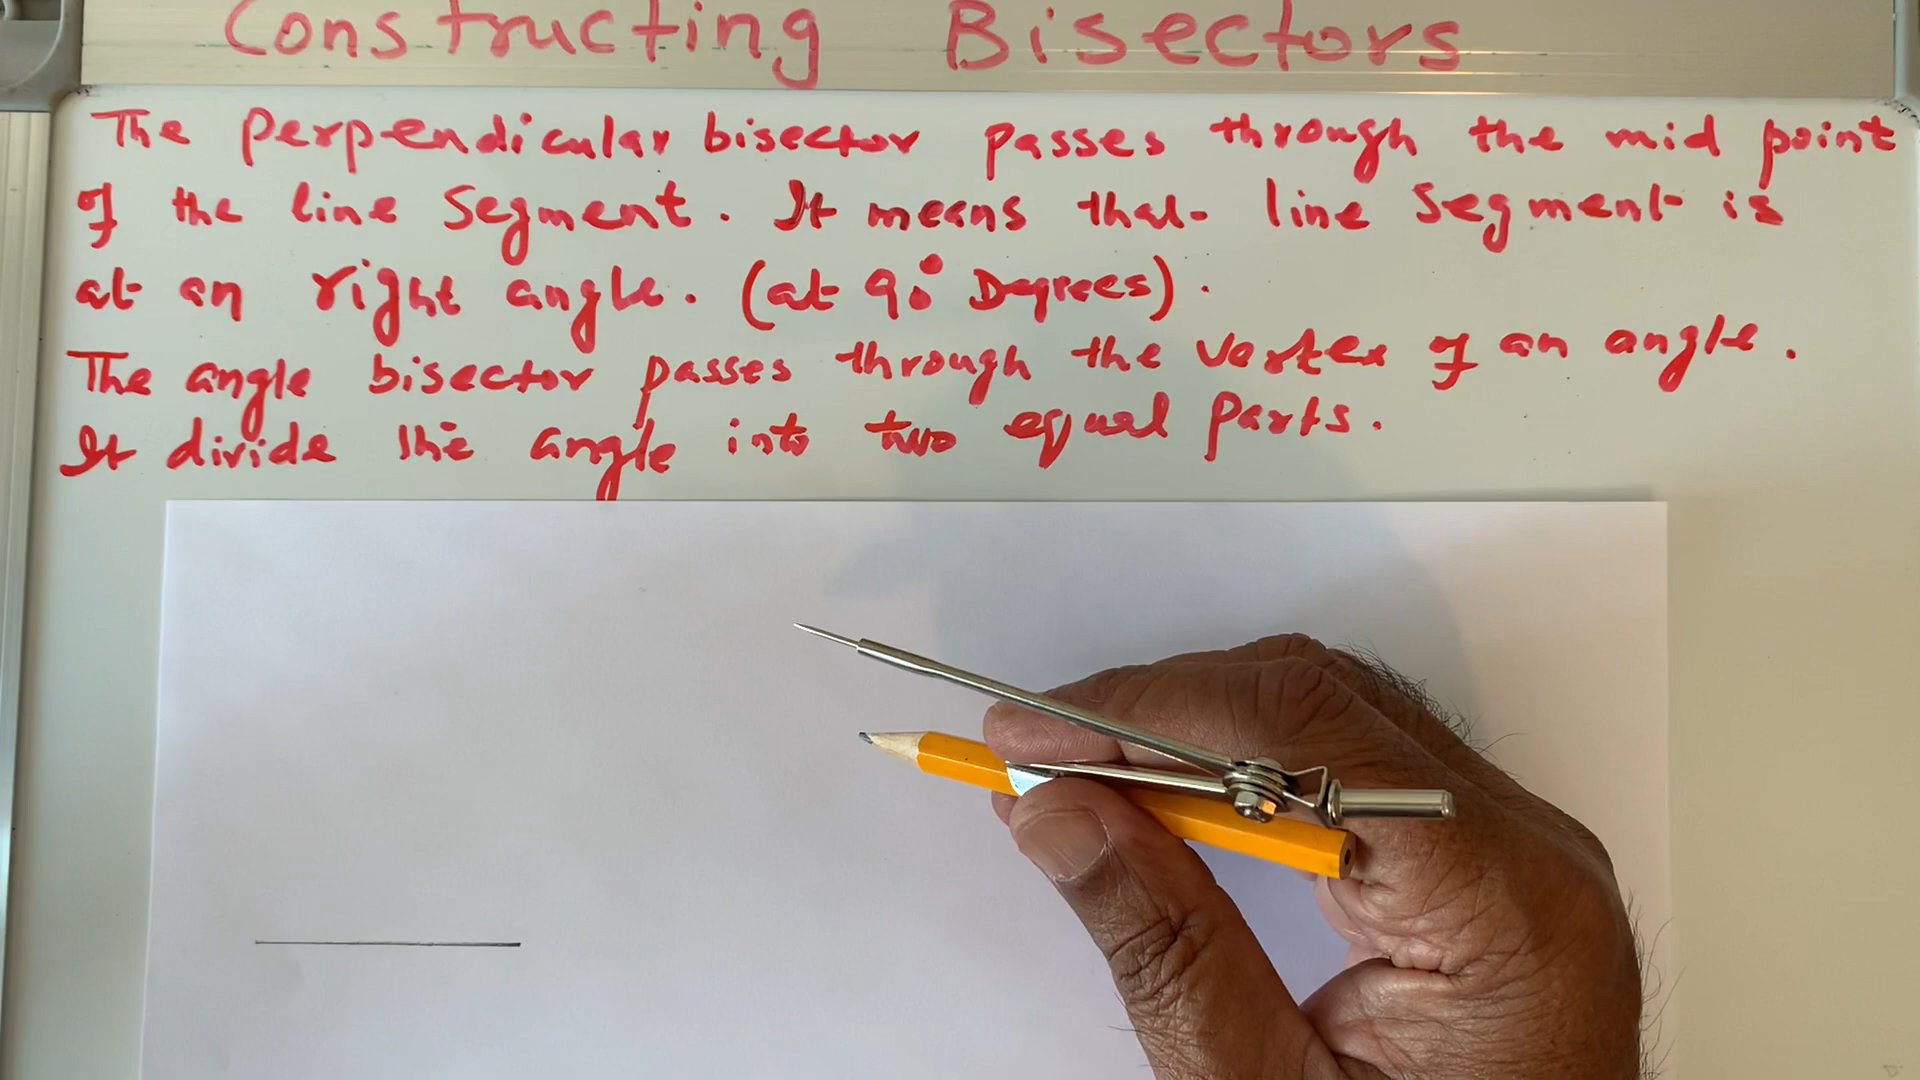 Constructing Bisectors
The perpendicular bisector passes through the mid point
of the line segment. It means that line segment is
at an right angle. (at 90° Degrees).
The angle bisector passes through the vertex of an angle.
It divide the angle into two equal parts.